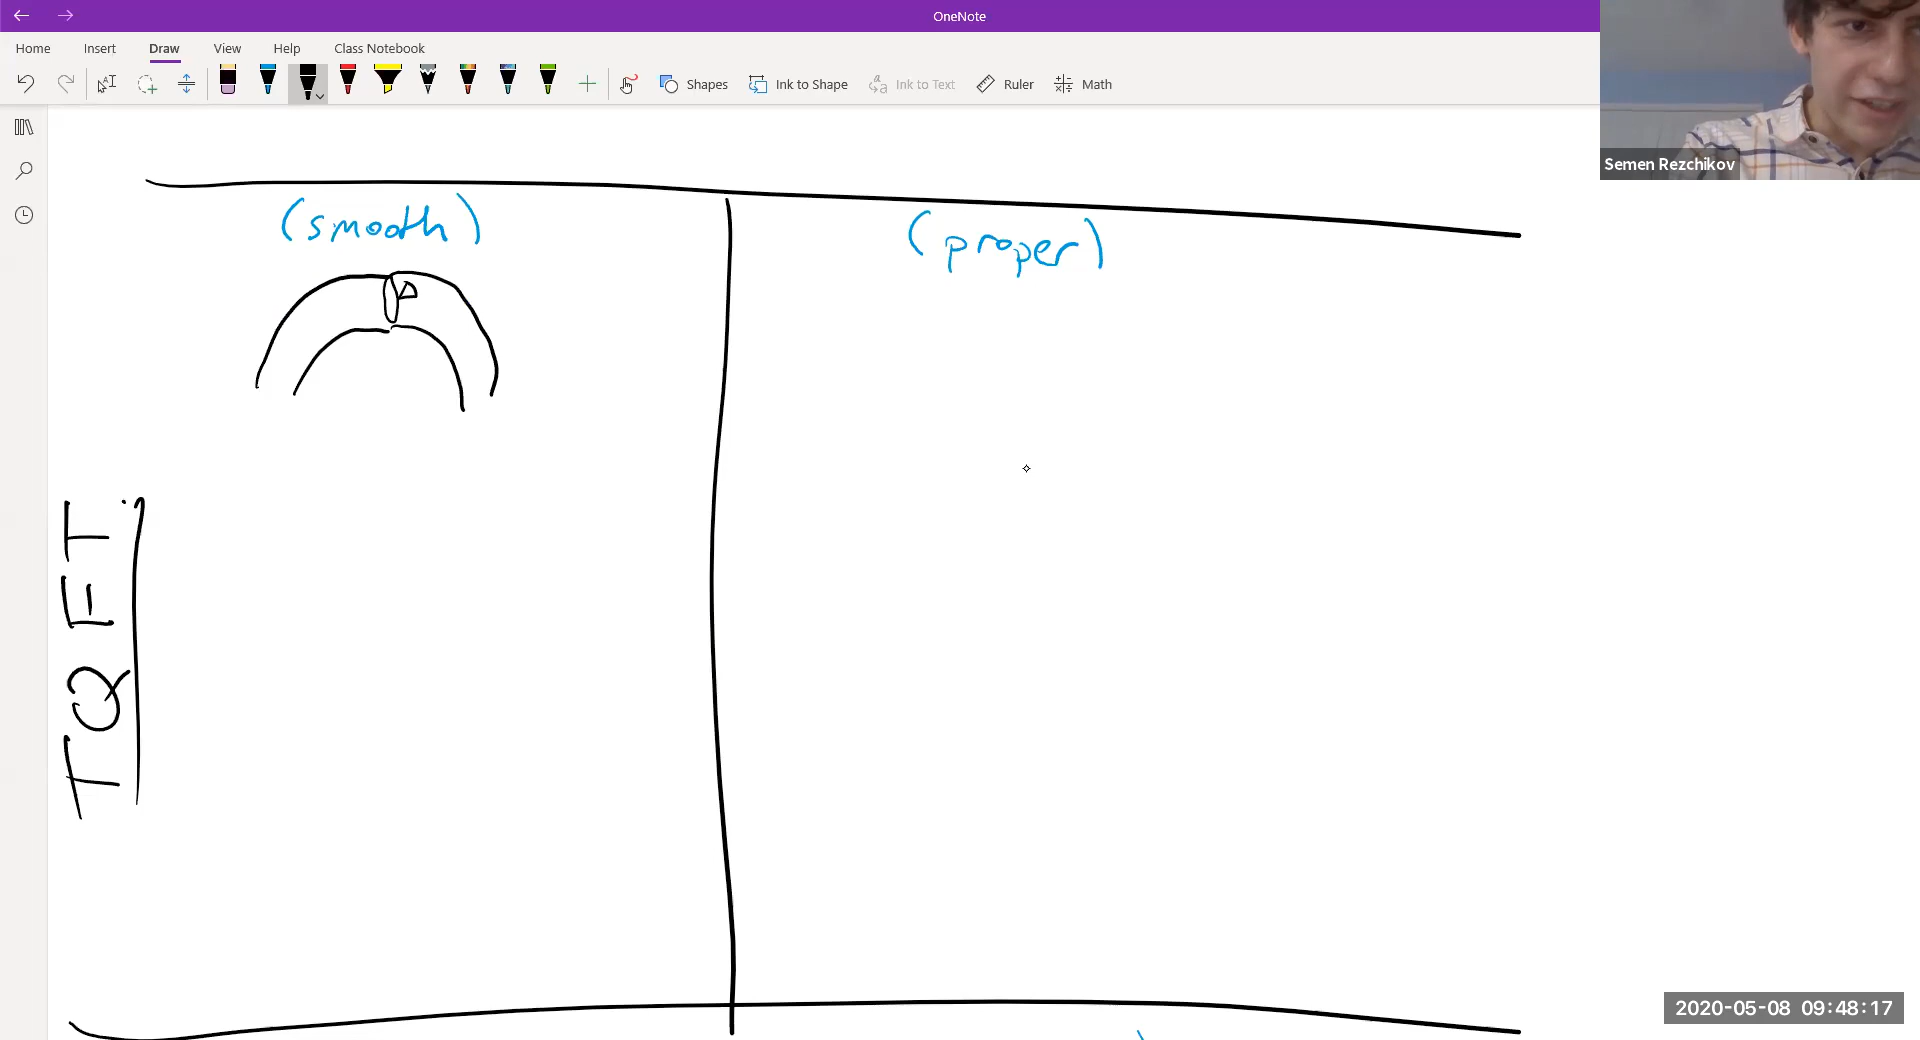 OneNote
Home Insert Draw View Help Class Notebook
Shapes Ink to Shape Ink to Text Ruler Math
Semen Rezchikov
(smooth)
(proper)
TQFT
2020-05-08 09:48:17